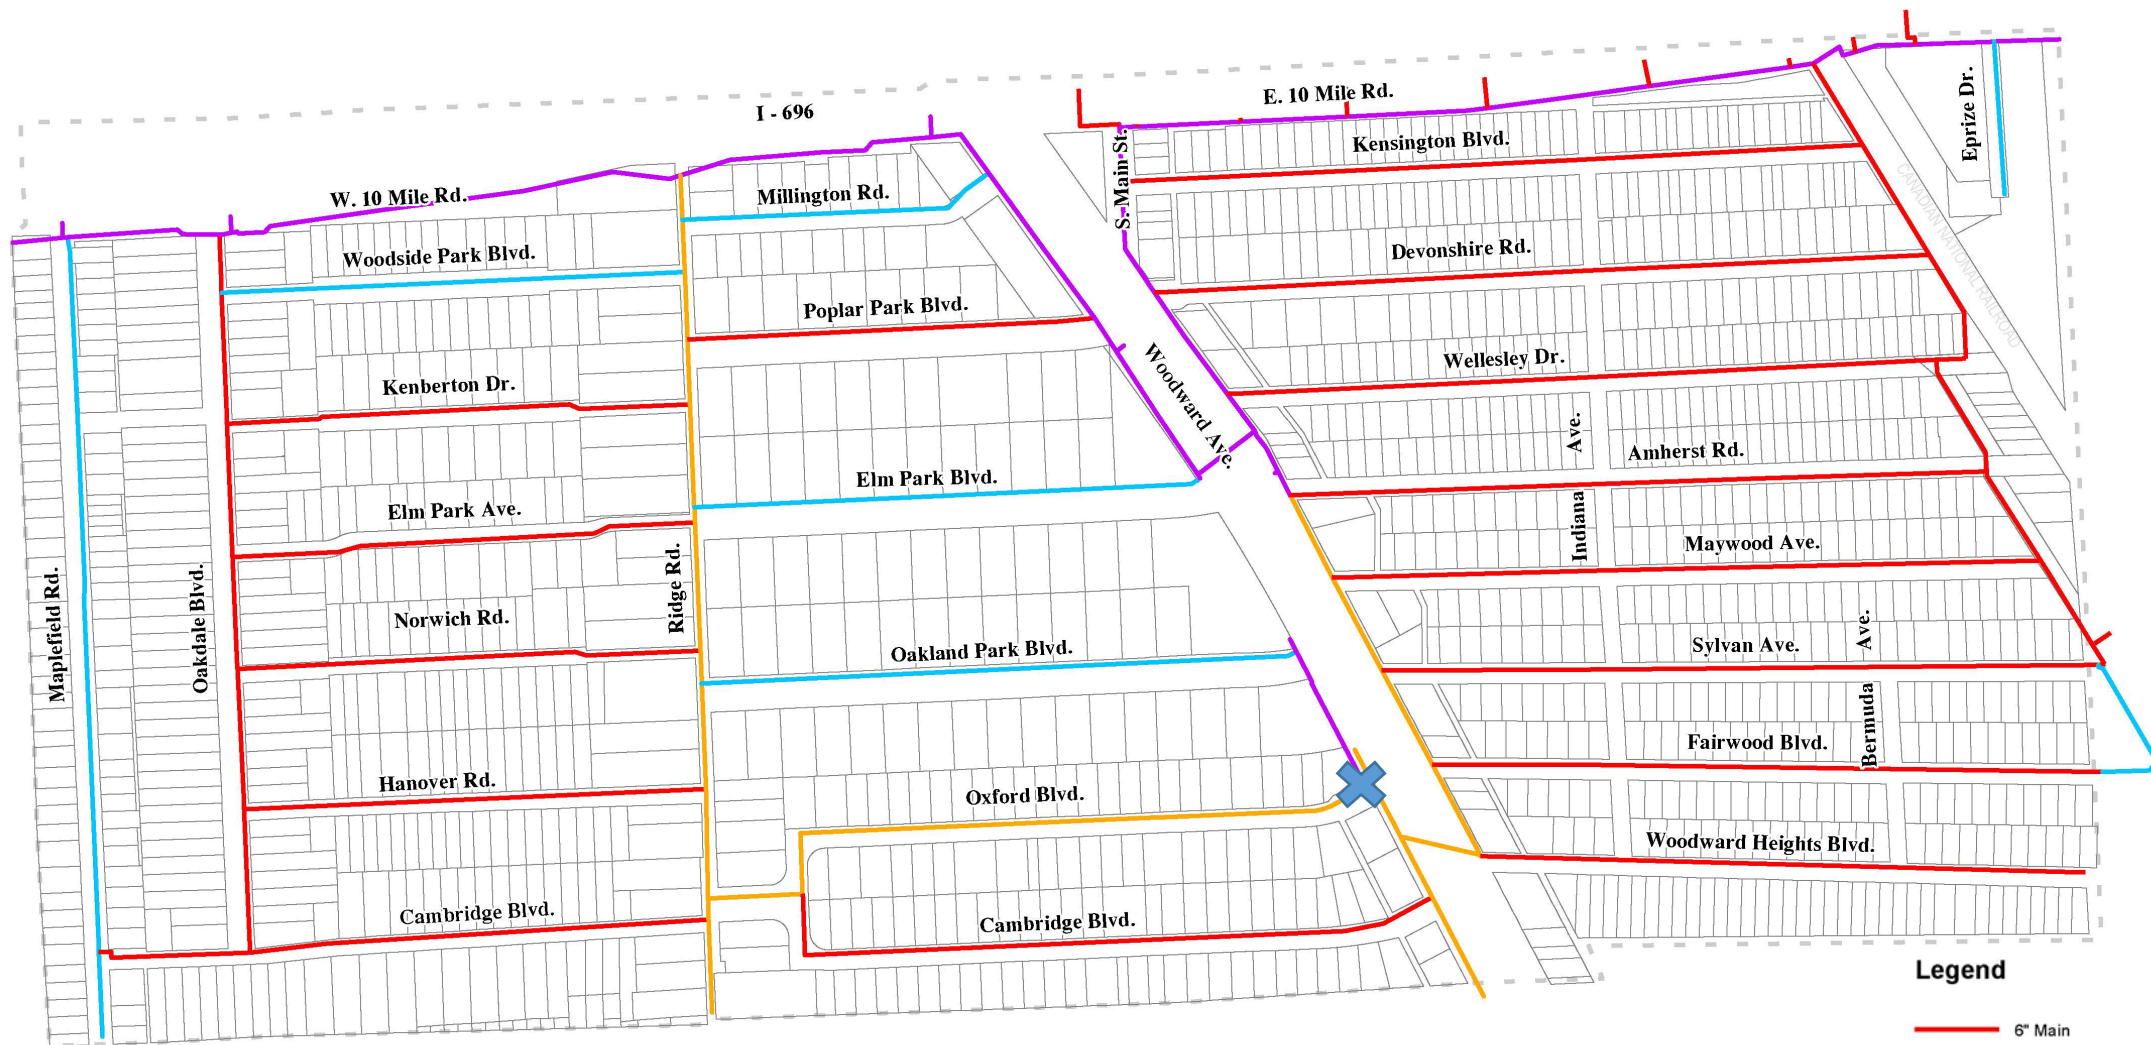 I - 696
E. 10 Mile Rd.
Eprize Dr.
Kensington Blvd.
S. Main St.
W. 10 Mile Rd.
Millington Rd.
CANADIAN NATIONAL RAILROAD
Woodside Park Blvd.
Devonshire Rd.
Poplar Park Blvd.
Wellesley Dr.
Kenberton Dr.
Woodward Ave.
Indiana Ave.
Amherst Rd.
Elm Park Blvd.
Elm Park Ave.
Maywood Ave.
Maplefield Rd.
Oakdale Blvd.
Ridge Rd.
Norwich Rd.
Oakland Park Blvd.
Sylvan Ave.
Bermuda Ave.
Fairwood Blvd.
Hanover Rd.
Oxford Blvd.
Woodward Heights Blvd.
Cambridge Blvd.
Cambridge Blvd.
Legend
6" Main